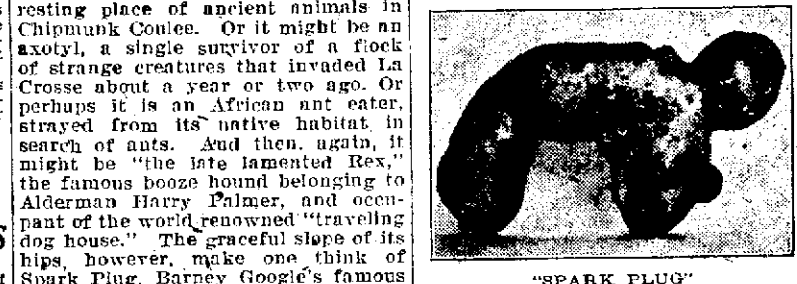 resting place of ancient animals in
Chipmunk Coulee. Or it might be an
axotyl, a single survivor of a flock
of strange creatures that invaded La
Crosse about a year or two ago. Or
perhaps it is an African ant eater,
strayed from its native habitat in
search of ants. And then, again, it
might be "the late lamented Rex,"
the famous booze hound belonging to
Alderman Harry Palmer, and occu-
pant of the world renowned "traveling
dog house." The graceful slope of its
hips, however, make one think of
Spark Plug, Barney Google's famous
"SPARK PLUG"